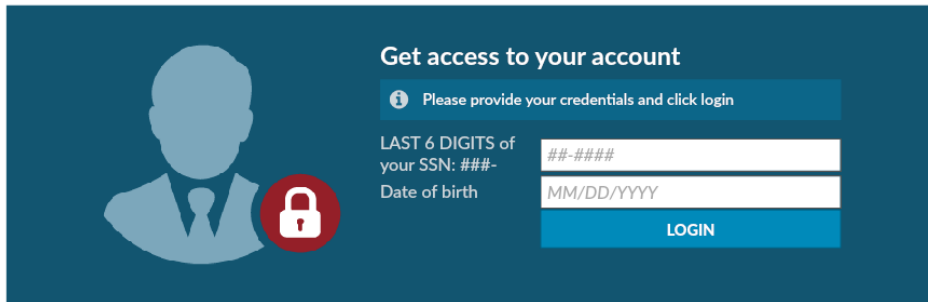 Get access to your account
Please provide your credentials and click login
LAST 6 DIGITS of
your SSN: ###-
##-####
Date of birth
MM/DD/YYYY
LOGIN